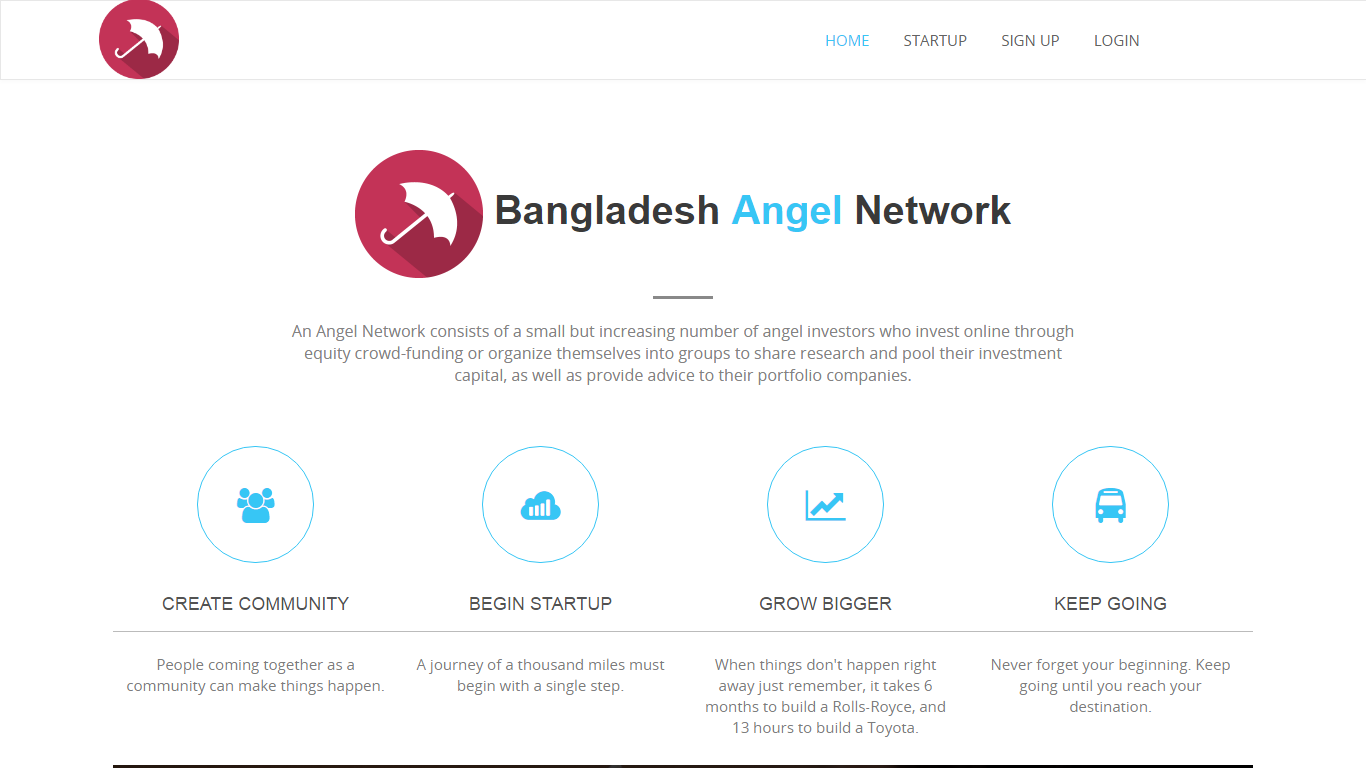 HOME STARTUP SIGN UP LOGIN
Bangladesh Angel Network
An Angel Network consists of a small but increasing number of angel investors who invest online through
equity crowd-funding or organize themselves into groups to share research and pool their investment
capital, as well as provide advice to their portfolio companies.
CREATE COMMUNITY
People coming together as a
community can make things happen.
BEGIN STARTUP
A journey of a thousand miles must
begin with a single step.
GROW BIGGER
When things don't happen right
away just remember, it takes 6
months to build a Rolls-Royce, and
13 hours to build a Toyota.
KEEP GOING
Never forget your beginning. Keep
going until you reach your
destination.